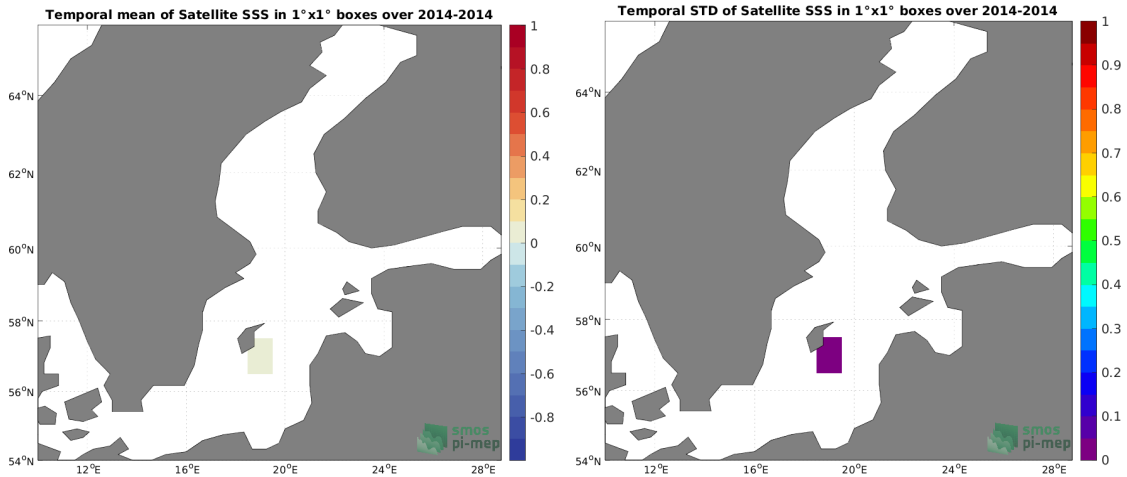 Temporal mean of Satellite SSS in 1°x1° boxes over 2014-2014
64°N
62°N
60°N
58°N
56°N
54°N
12°E
16°E
20°E
24°E
28°E
1
0.8
0.6
0.4
0.2
0
-0.2
-0.4
-0.6
-0.8
smos
pi-mep
Temporal STD of Satellite SSS in 1°x1° boxes over 2014-2014
64°N
62°N
60°N
58°N
56°N
54°N
12°E
16°E
20°E
24°E
28°E
1
0.9
0.8
0.7
0.6
0.5
0.4
0.3
0.2
0.1
0
smos
pi-mep